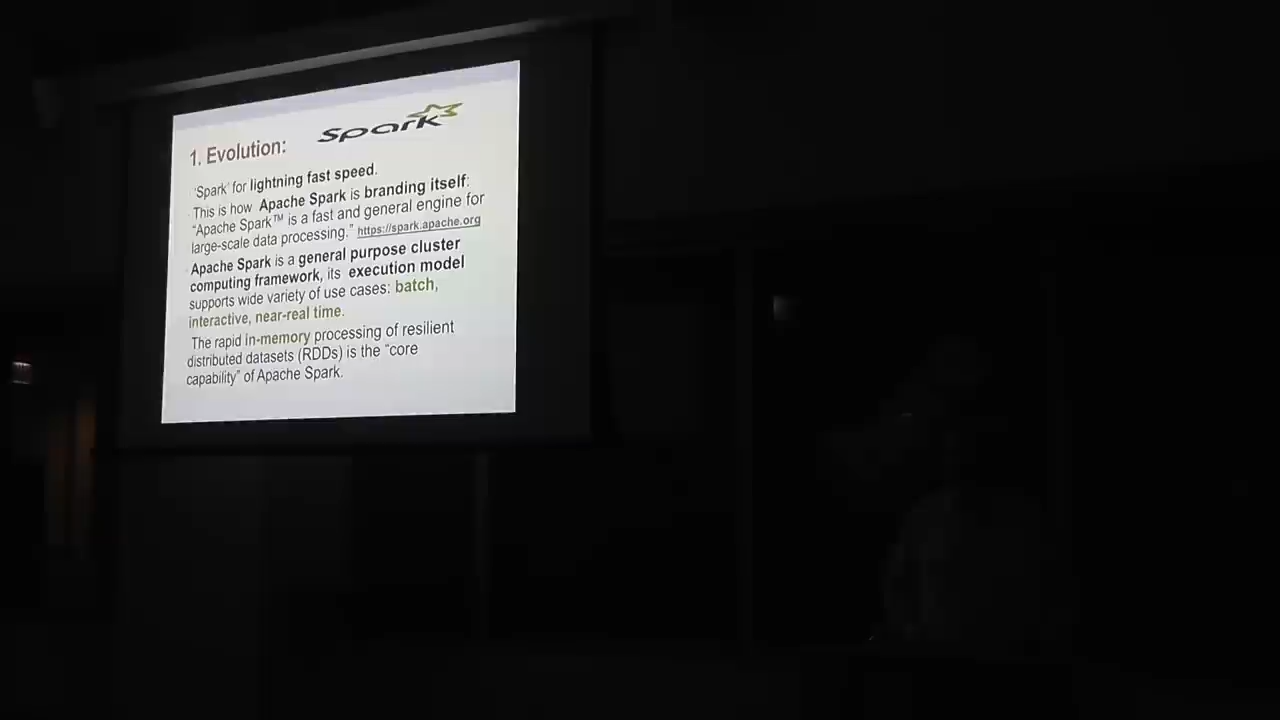 1. Evolution:
Spark
'Spark' for lightning fast speed.
This is how Apache Spark is branding itself:
"Apache Spark™ is a fast and general engine for
large-scale data processing." https://spark.apache.org
Apache Spark is a general purpose cluster
computing framework, its execution model
supports wide variety of use cases: batch,
interactive, near-real time.
The rapid in-memory processing of resilient
distributed datasets (RDDs) is the "core
capability" of Apache Spark.